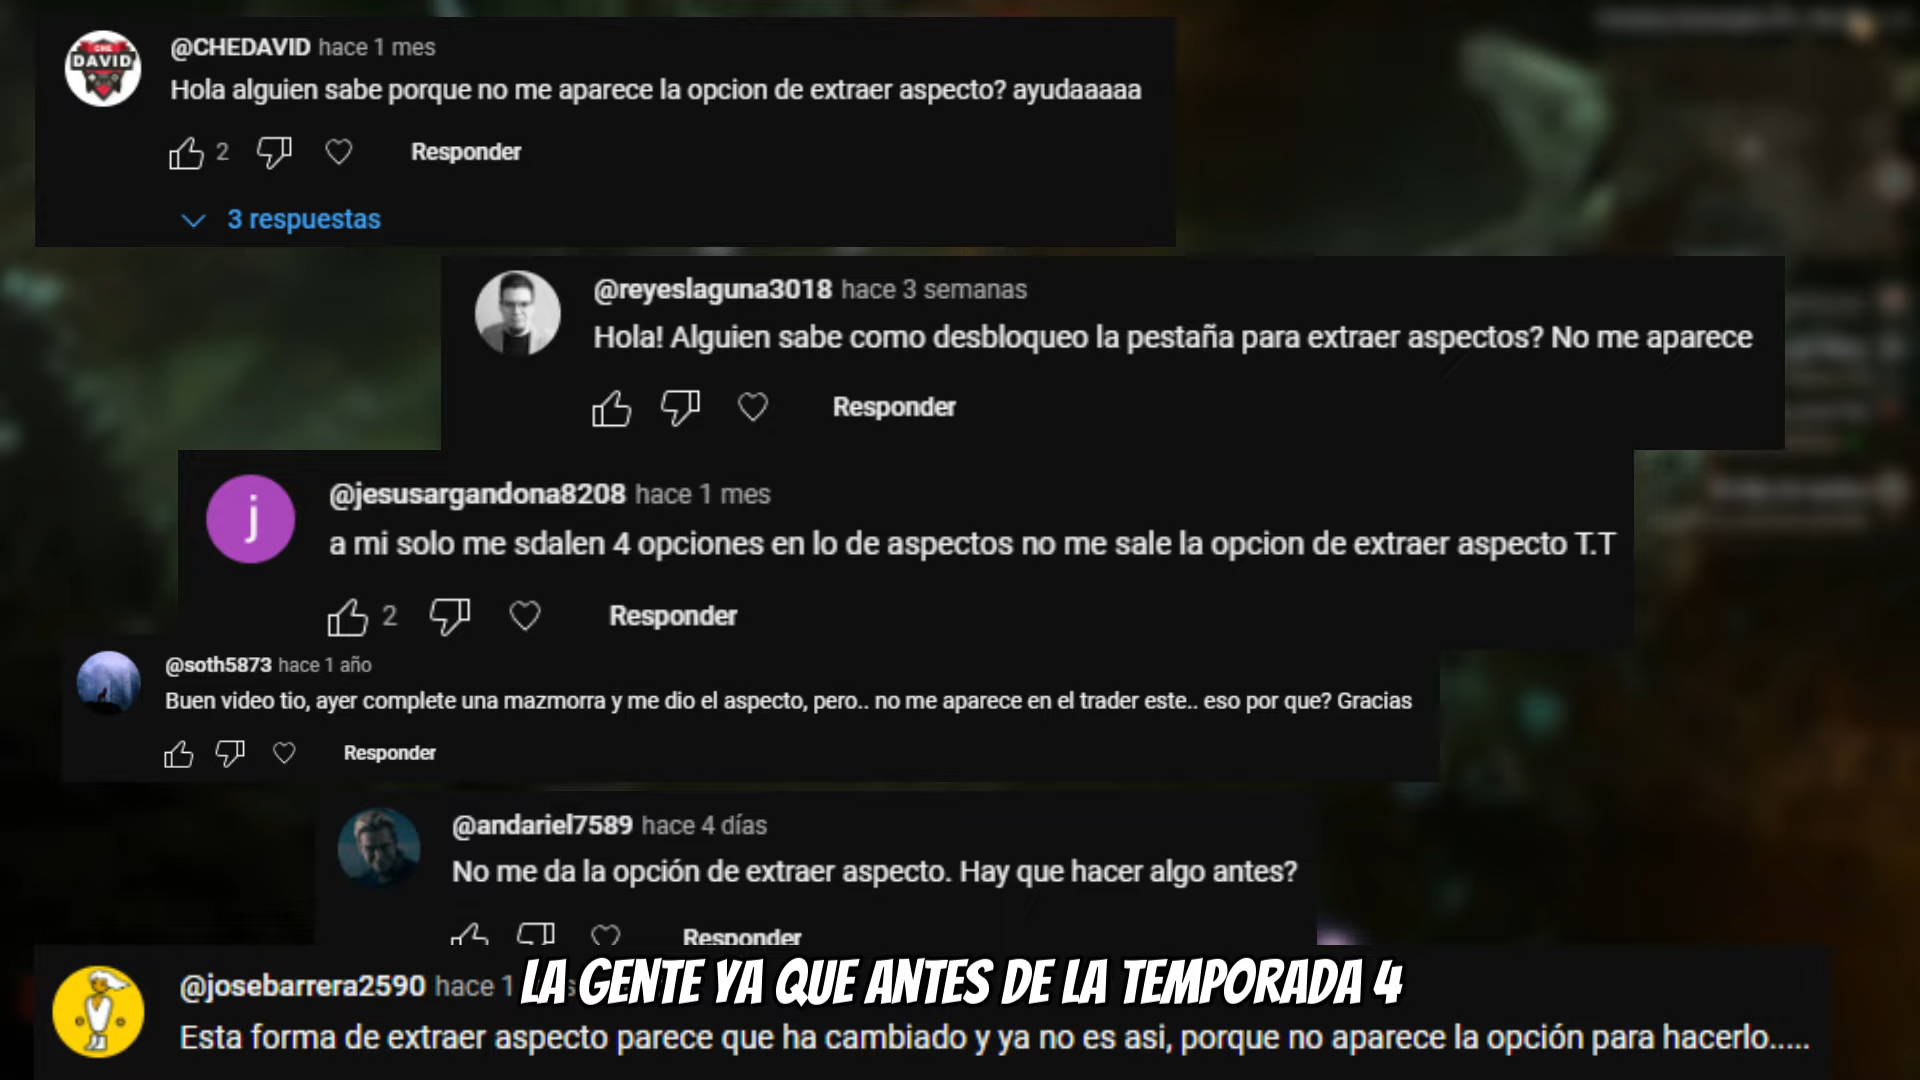 CHE
DAVID
@CHEDAVID hace 1 mes
Hola alguien sabe porque no me aparece la opcion de extraer aspecto? ayudaaaaa
2
Responder
3 respuestas
@reyeslaguna3018 hace 3 semanas
Hola! Alguien sabe como desbloqueo la pestaña para extraer aspectos? No me aparece
Responder
j
@jesusargandona8208 hace 1 mes
a mi solo me sdalen 4 opciones en lo de aspectos no me sale la opcion de extraer aspecto T.T
2
Responder
@soth5873 hace 1 año
Buen video tio, ayer complete una mazmorra y me dio el aspecto, pero.. no me aparece en el trader este.. eso por que? Gracias
Responder
@andariel7589 hace 4 días
No me da la opción de extraer aspecto. Hay que hacer algo antes?
Responder
@josebarrera2590 hace 1
LA GENTE YA QUE ANTES DE LA TEMPORADA 4
Esta forma de extraer aspecto parece que ha cambiado y ya no es asi, porque no aparece la opción para hacerlo.....